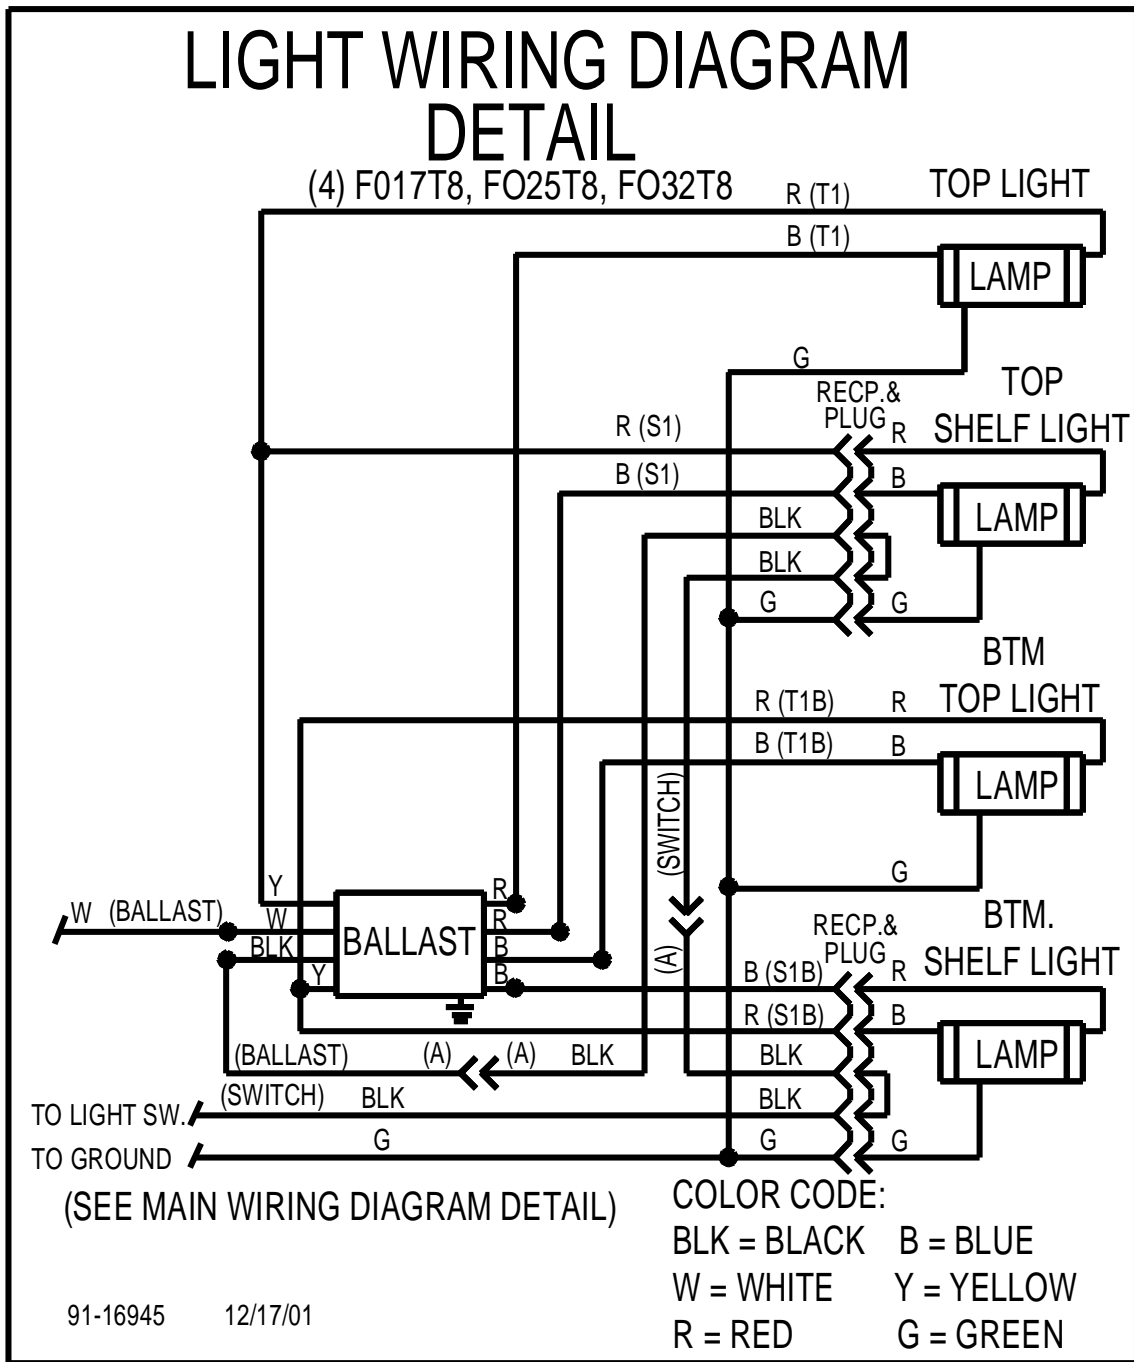 LIGHT WIRING DIAGRAM
DETAIL
(4) F017T8, FO25T8, FO32T8
R (T1)
TOP LIGHT
B (T1)
LAMP
G
RECP.&
PLUG
TOP
SHELF LIGHT
R (S1)
R
B (S1)
B
LAMP
BLK
BLK
G
G
BTM
TOP LIGHT
R (T1B)
R
B (T1B)
B
LAMP
(SWITCH)
G
Y
R
W (BALLAST)
W
BALLAST
R
BLK
B
Y
B
(A)
RECP.&
PLUG
BTM.
SHELF LIGHT
B (S1B)
R
R (S1B)
B
LAMP
(BALLAST)
(A)
(A)
BLK
BLK
(SWITCH)
BLK
BLK
TO LIGHT SW.
G
G
G
TO GROUND
(SEE MAIN WIRING DIAGRAM DETAIL)
COLOR CODE:
BLK = BLACK B = BLUE
W = WHITE Y = YELLOW
R = RED G = GREEN
91-16945 12/17/01